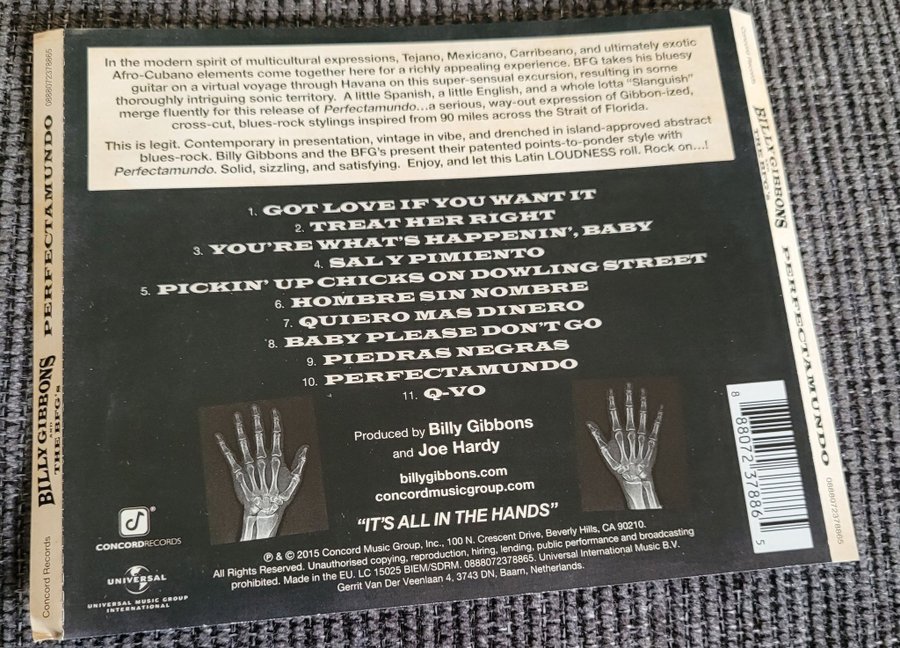 In the modern spirit of multicultural expressions, Tejano, Mexicano, Carribeano, and ultimately exotic
Afro-Cubano elements come together here for a richly appealing experience. BFG takes his bluesy
guitar on a virtual voyage through Havana on this super-sensual excursion, resulting in some
thoroughly intriguing sonic territory. A little Spanish, a little English, and a whole lotta "Slanguish"
merge fluently for this release of Perfectamundo...a serious, way-out expression of Gibbon-ized,
cross-cut, blues-rock stylings inspired from 90 miles across the Strait of Florida.
This is legit. Contemporary in presentation, vintage in vibe, and drenched in island-approved abstract
blues-rock. Billy Gibbons and the BFG's present their patented points-to-ponder style with
Perfectamundo. Solid, sizzling, and satisfying. Enjoy, and let this Latin LOUDNESS roll. Rock on...!
1. GOT LOVE IF YOU WANT IT
2. TREAT HER RIGHT
3. YOU'RE WHAT'S HAPPENIN', BABY
4. SAL Y PIMIENTO
5. PICKIN' UP CHICKS ON DOWLING STREET
6. HOMBRE SIN NOMBRE
7. QUIERO MAS DINERO
8. BABY PLEASE DON'T GO
9. PIEDRAS NEGRAS
10. PERFECTAMUNDO
11. Q-VO
Produced by Billy Gibbons
and Joe Hardy
billygibbons.com
concordmusicgroup.com
"IT'S ALL IN THE HANDS"
℗ & © 2015 Concord Music Group, Inc., 100 N. Crescent Drive, Beverly Hills, CA 90210.
All Rights Reserved. Unauthorised copying, reproduction, hiring, lending, public performance and broadcasting
prohibited. Made in the EU. LC 15025 BIEM/SDRM. 0888072378865. Universal International Music B.V.
Gerrit Van Der Veenlaan 4, 3743 DN, Baarn, Netherlands.
CONCORD RECORDS
UNIVERSAL
UNIVERSAL MUSIC GROUP
INTERNATIONAL
8 88072 37886 5
Concord Records
BILLY GIBBONS
AND
THE BFG's
PERFECTAMUNDO
0888072378865
Concord Records
BILLY GIBBONS
AND
THE BFG's
PERFECTAMUNDO
0888072378865